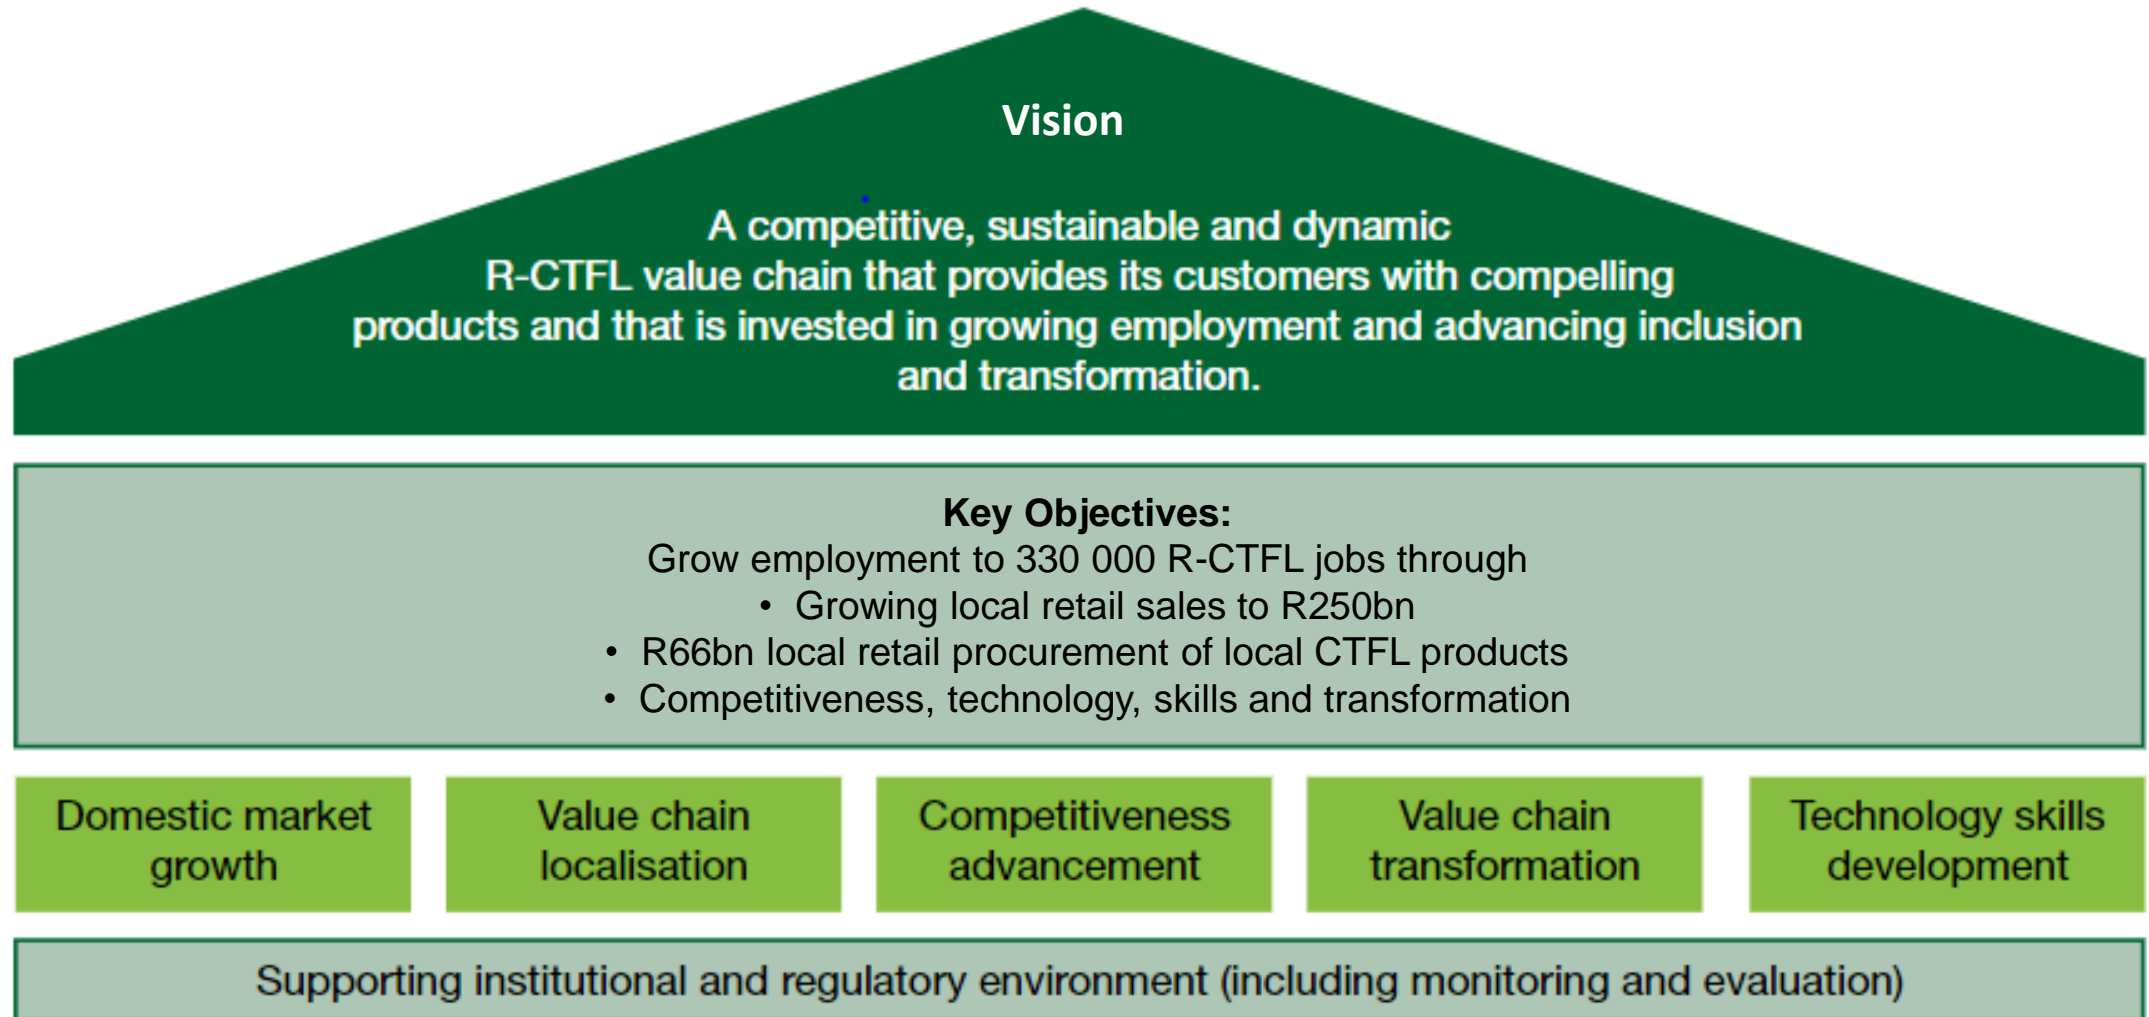 Vision
A competitive, sustainable and dynamic
R-CTFL value chain that provides its customers with compelling
products and that is invested in growing employment and advancing inclusion
and transformation.
Key Objectives:
Grow employment to 330 000 R-CTFL jobs through
• Growing local retail sales to R250bn
• R66bn local retail procurement of local CTFL products
• Competitiveness, technology, skills and transformation
Domestic market
growth
Value chain
localisation
Competitiveness
advancement
Value chain
transformation
Technology skills
development
Supporting institutional and regulatory environment (including monitoring and evaluation)